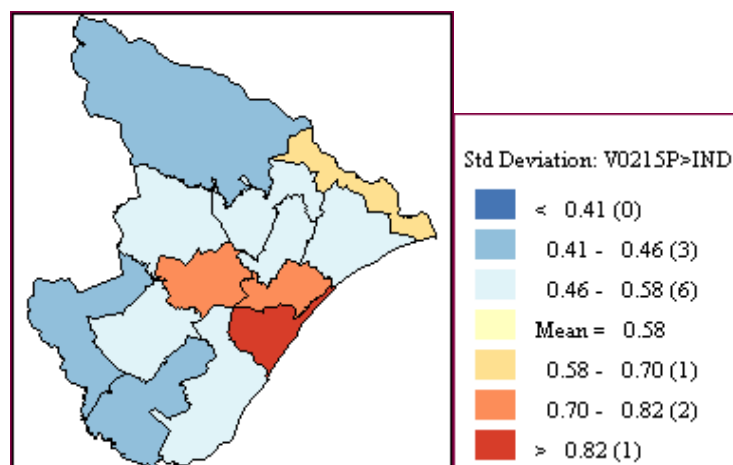 Std Deviation: V0215P>IND
< 0.41 (0)
0.41 - 0.46 (3)
0.46 - 0.58 (6)
Mean = 0.58
0.58 - 0.70 (1)
0.70 - 0.82 (2)
> 0.82 (1)